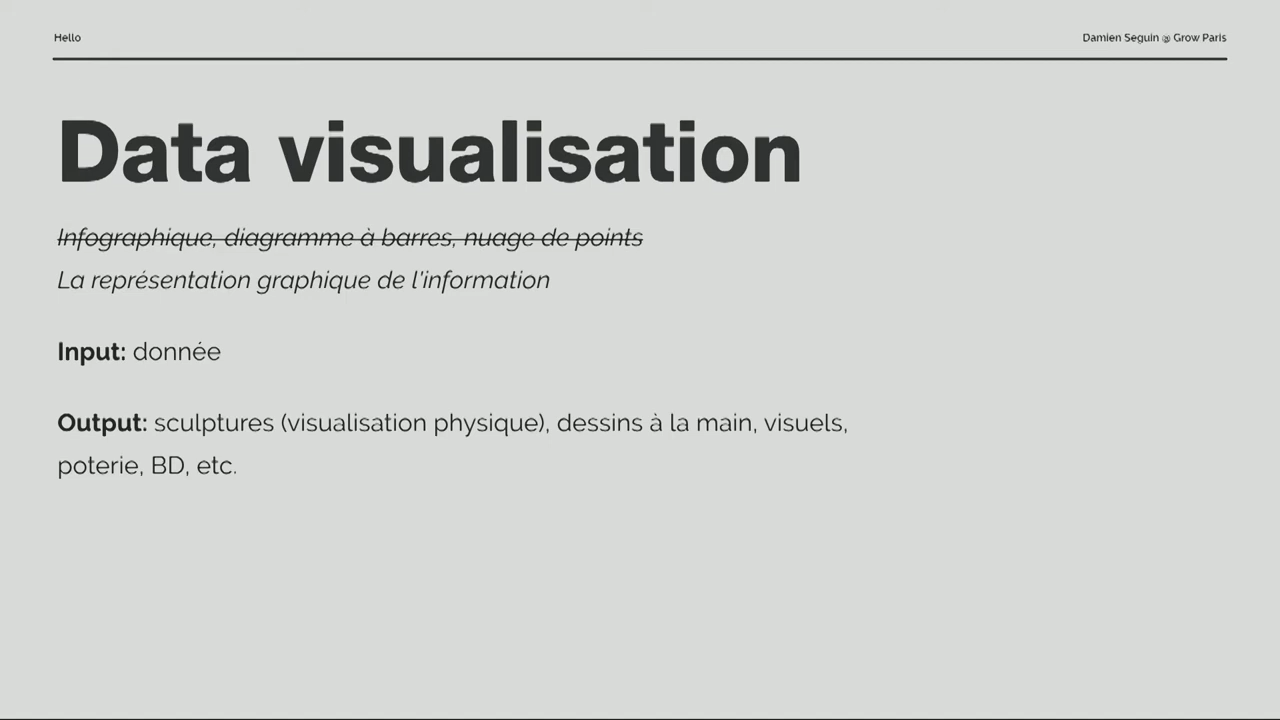 Hello
Damien Seguin @ Grow Paris
Data visualisation
Infographique, diagramme à barres, nuage de points
La représentation graphique de l'information
Input: donnée
Output: sculptures (visualisation physique), dessins à la main, visuels,
poterie, BD, etc.